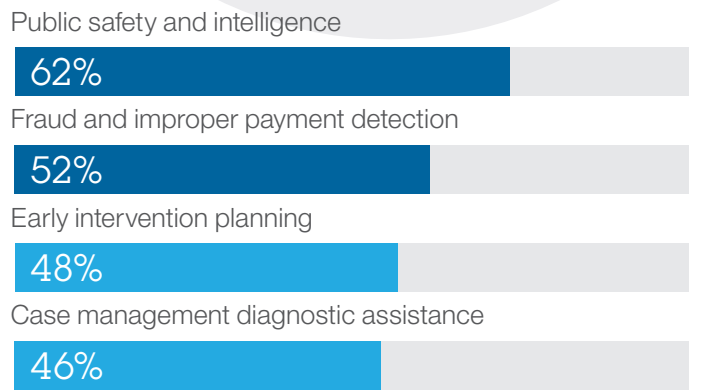 Public safety and intelligence
62%
Fraud and improper payment detection
52%
Early intervention planning
48%
Case management diagnostic assistance
46%